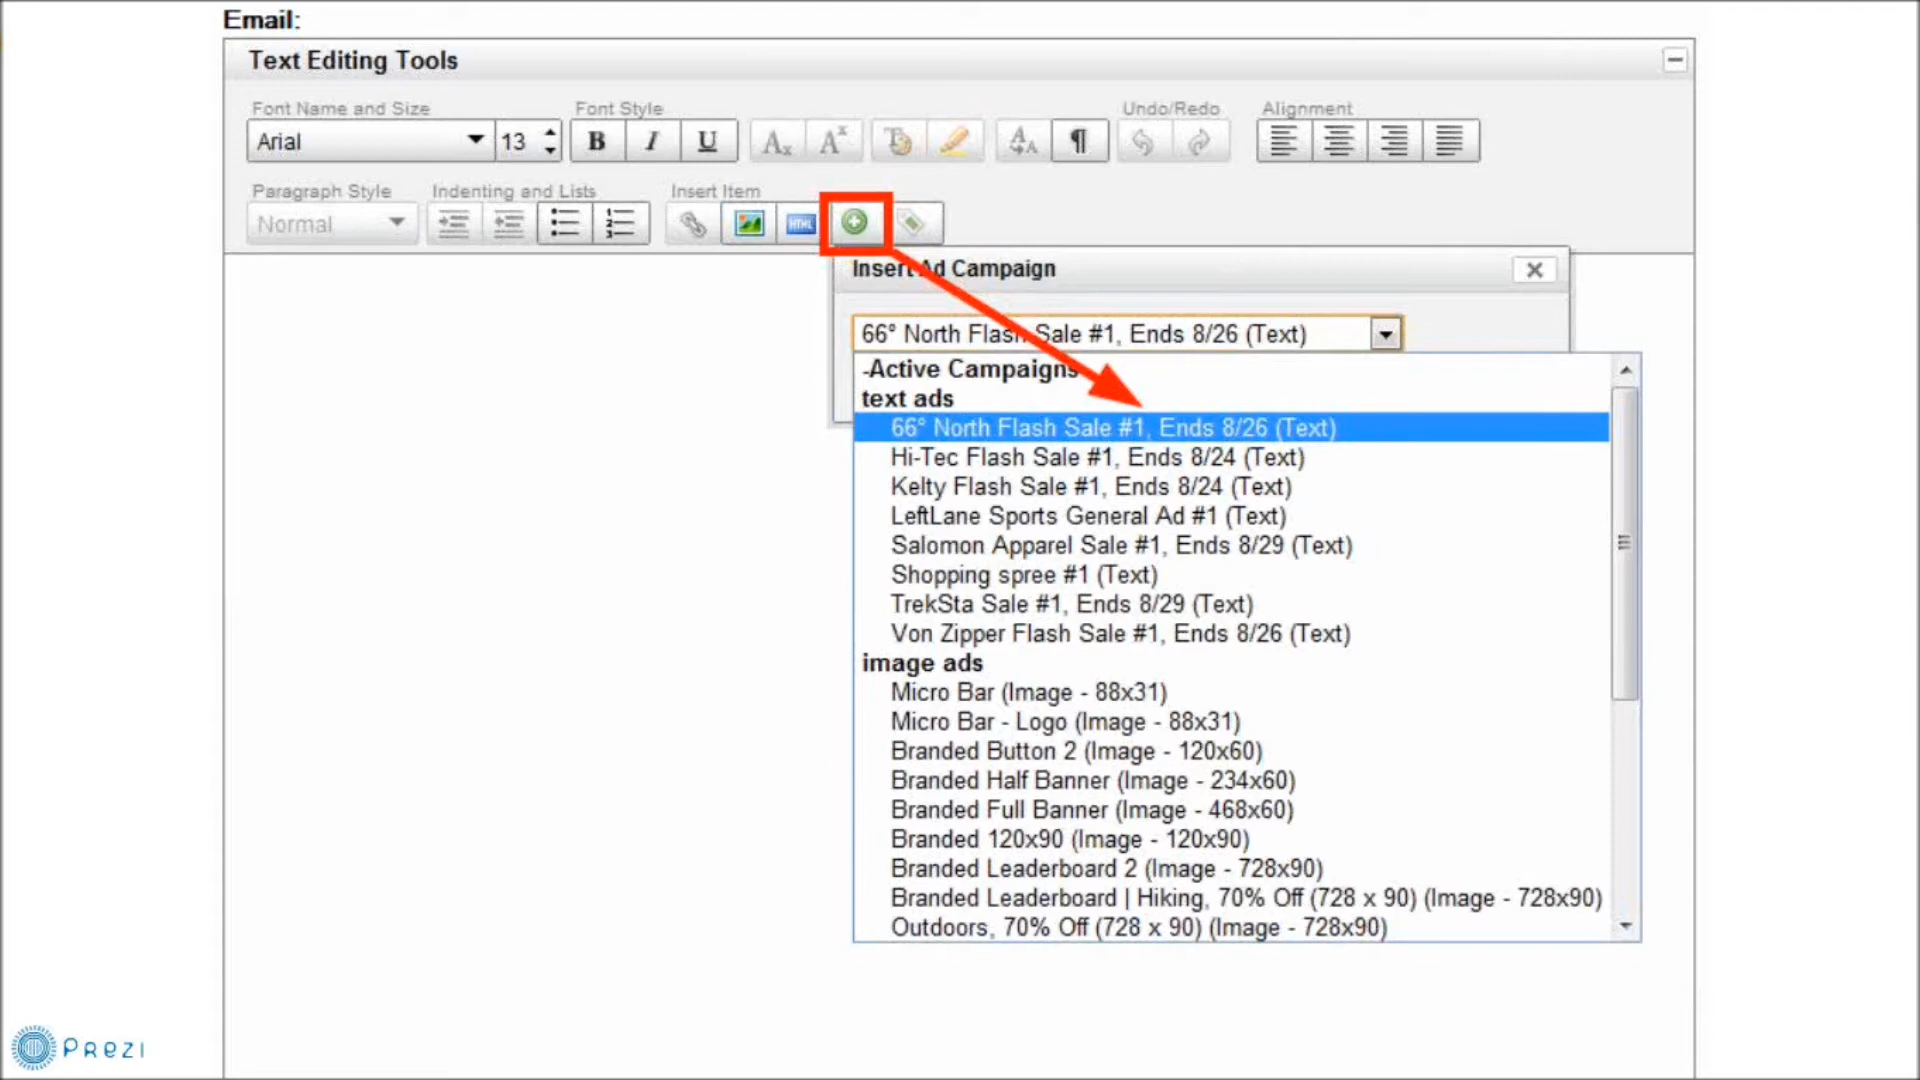 Email:
Text Editing Tools
Font Name and Size
Font Style
Undo/Redo
Alignment
Arial
13
B I U
Paragraph Style
Indenting and Lists
Insert Item
Normal
HTML
Insert Ad Campaign
66° North Flash Sale #1, Ends 8/26 (Text)
-Active Campaigns
text ads
66° North Flash Sale #1, Ends 8/26 (Text)
Hi-Tec Flash Sale #1, Ends 8/24 (Text)
Kelty Flash Sale #1, Ends 8/24 (Text)
LeftLane Sports General Ad #1 (Text)
Salomon Apparel Sale #1, Ends 8/29 (Text)
Shopping spree #1 (Text)
TrekSta Sale #1, Ends 8/29 (Text)
Von Zipper Flash Sale #1, Ends 8/26 (Text)
image ads
Micro Bar (Image - 88x31)
Micro Bar - Logo (Image - 88x31)
Branded Button 2 (Image - 120x60)
Branded Half Banner (Image - 234x60)
Branded Full Banner (Image - 468x60)
Branded 120x90 (Image - 120x90)
Branded Leaderboard 2 (Image - 728x90)
Branded Leaderboard | Hiking, 70% Off (728 x 90) (Image - 728x90)
Outdoors, 70% Off (728 x 90) (Image - 728x90)
Prezi